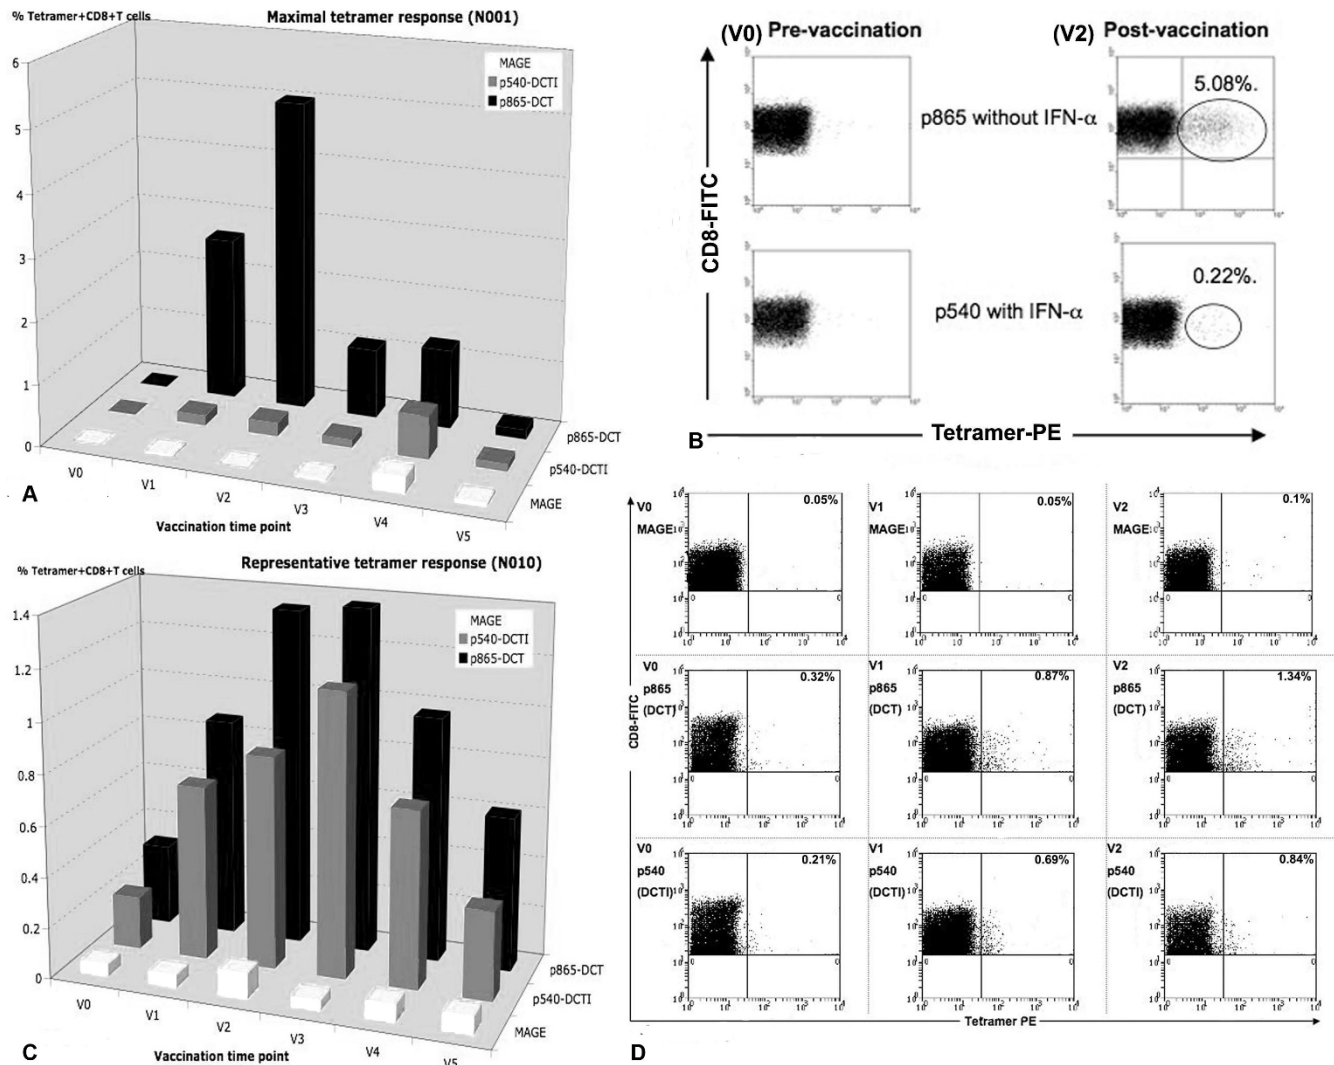 % Tetramer+CD8+T cells
Maximal tetramer response (N001)
MAGE
p540-DCTI
p865-DCT
6
5
4
3
2
1
0
V0
V1
V2
V3
V4
V5
p865-DCT
p540-DCTI
MAGE
Vaccination time point
A
(V0) Pre-vaccination
(V2) Post-vaccination
5.08%.
p865 without IFN-α
0.22%.
p540 with IFN-α
CD8-FITC
Tetramer-PE
B
% Tetramer+CD8+T cells
Representative tetramer response (N010)
MAGE
p540-DCTI
p865-DCT
1.4
1.2
1
0.8
0.6
0.4
0.2
0
V0
V1
V2
V3
V4
V5
p865-DCT
p540-DCTI
MAGE
Vaccination time point
C
V0
MAGE
0.05%
V1
MAGE
0.05%
V2
MAGE
0.1%
V0
p865
(DCT)
0.32%
V1
p865
(DCT)
0.87%
V2
p865
(DCT)
1.34%
V0
p540
(DCTI)
0.21%
V1
p540
(DCTI)
0.69%
V2
p540
(DCTI)
0.84%
CD8-FITC
Tetramer PE
D